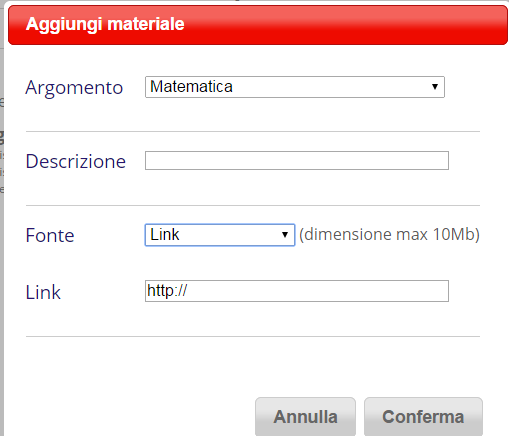 Aggiungi materiale
Argomento Matematica
Descrizione
Fonte Link (dimensione max 10Mb)
Link http://
Annulla Conferma